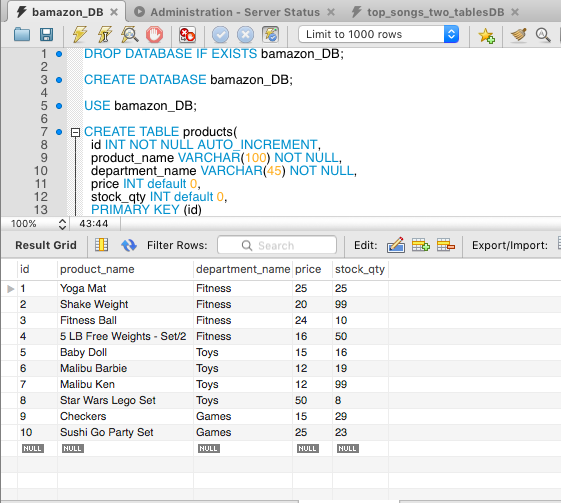 bamazon_DB Administration - Server Status top_songs_two_tablesDB
Limit to 1000 rows
1 DROP DATABASE IF EXISTS bamazon_DB;
2
3 CREATE DATABASE bamazon_DB;
4
5 USE bamazon_DB;
6
7 CREATE TABLE products(
8 id INT NOT NULL AUTO_INCREMENT,
9 product_name VARCHAR(100) NOT NULL,
10 department_name VARCHAR(45) NOT NULL,
11 price INT default 0,
12 stock_qty INT default 0,
13 PRIMARY KEY (id)
100% 43:44
Result Grid Filter Rows: Search Edit: Export/Import:
id product_name department_name price stock_qty
1 Yoga Mat Fitness 25 25
2 Shake Weight Fitness 20 99
3 Fitness Ball Fitness 24 10
4 5 LB Free Weights - Set/2 Fitness 16 50
5 Baby Doll Toys 15 16
6 Malibu Barbie Toys 12 19
7 Malibu Ken Toys 12 99
8 Star Wars Lego Set Toys 50 8
9 Checkers Games 15 29
10 Sushi Go Party Set Games 25 23
NULL NULL NULL NULL NULL